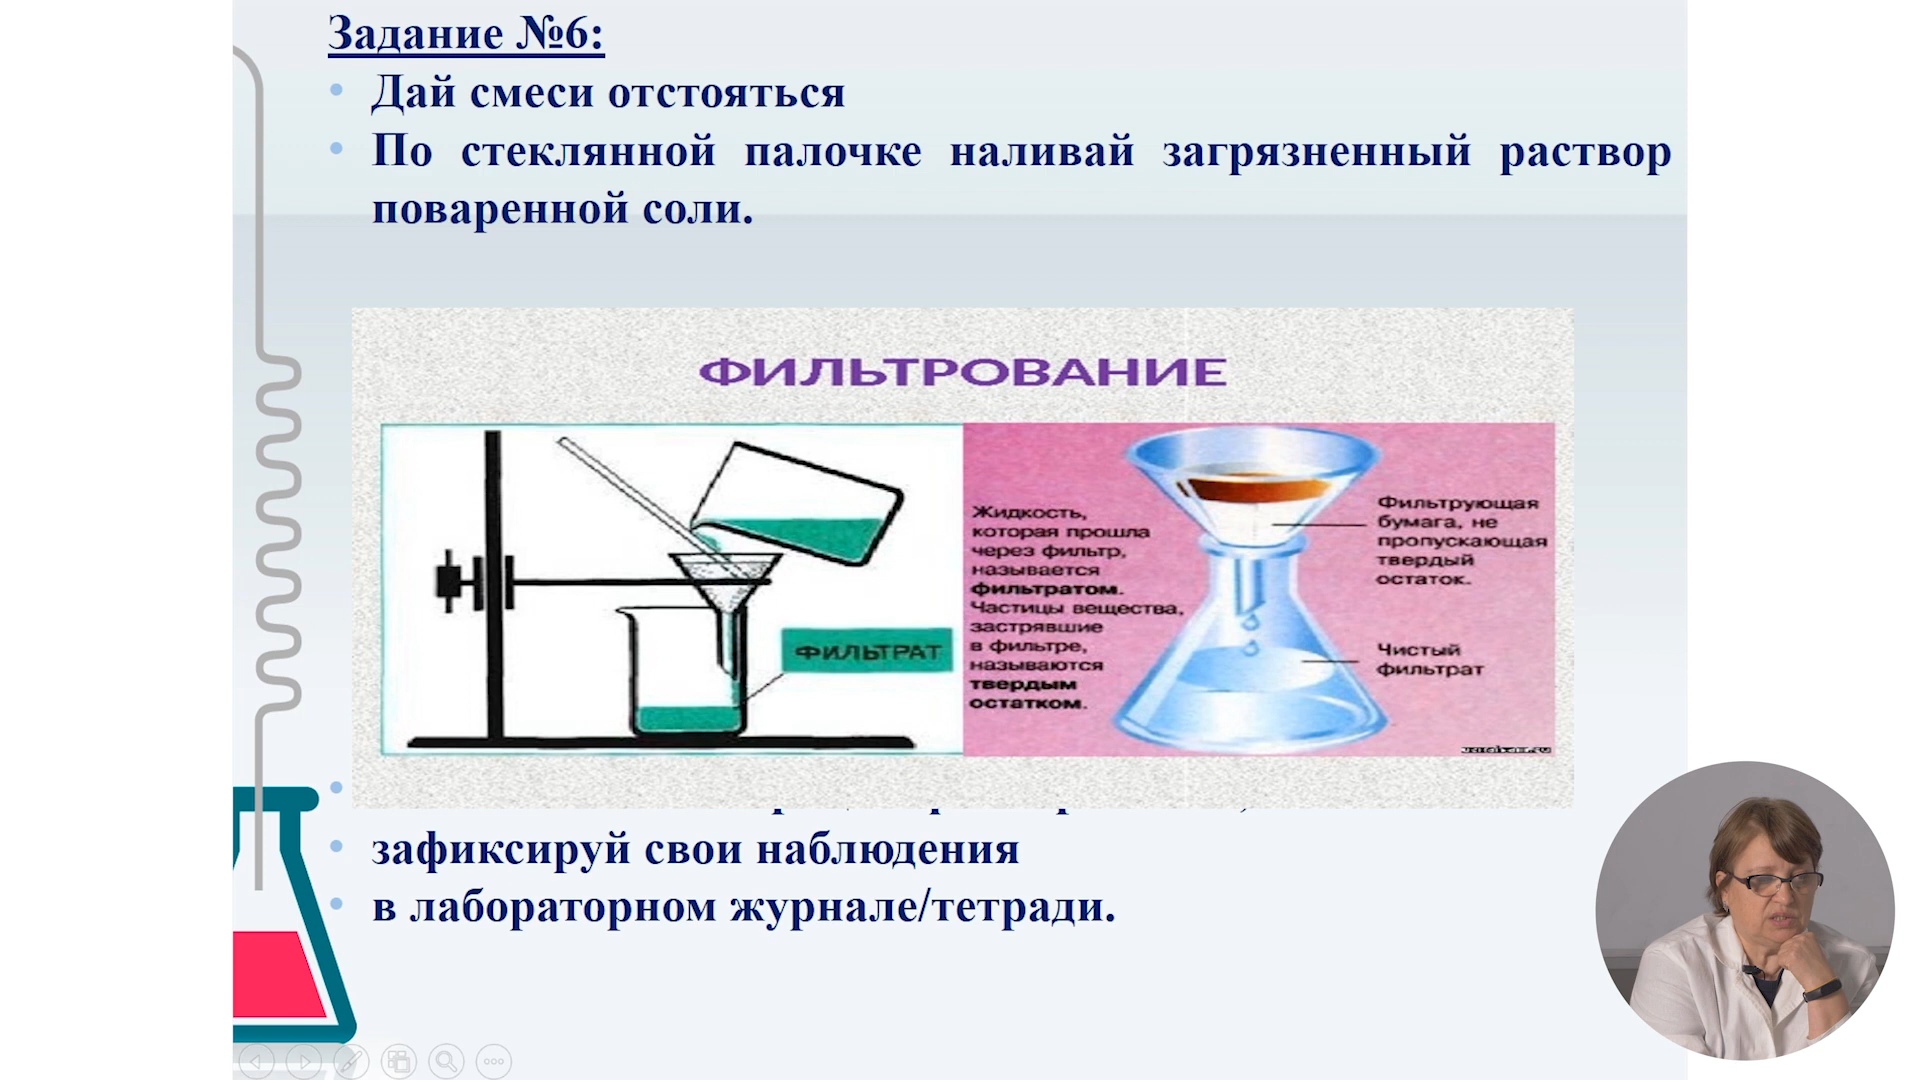 Задание №6:
Дай смеси отстояться
По стеклянной палочке наливай загрязненный раствор
поваренной соли.
ФИЛЬТРОВАНИЕ
ФИЛЬТРАТ
Жидкость,
которая прошла
через фильтр,
называется
фильтратом.
Частицы вещества,
застрявшие
в фильтре,
называются
твердым
остатком.
Фильтрующая
бумага, не
пропускающая
твердый
остаток.
Чистый
фильтрат
зафиксируй свои наблюдения
в лабораторном журнале/тетради.